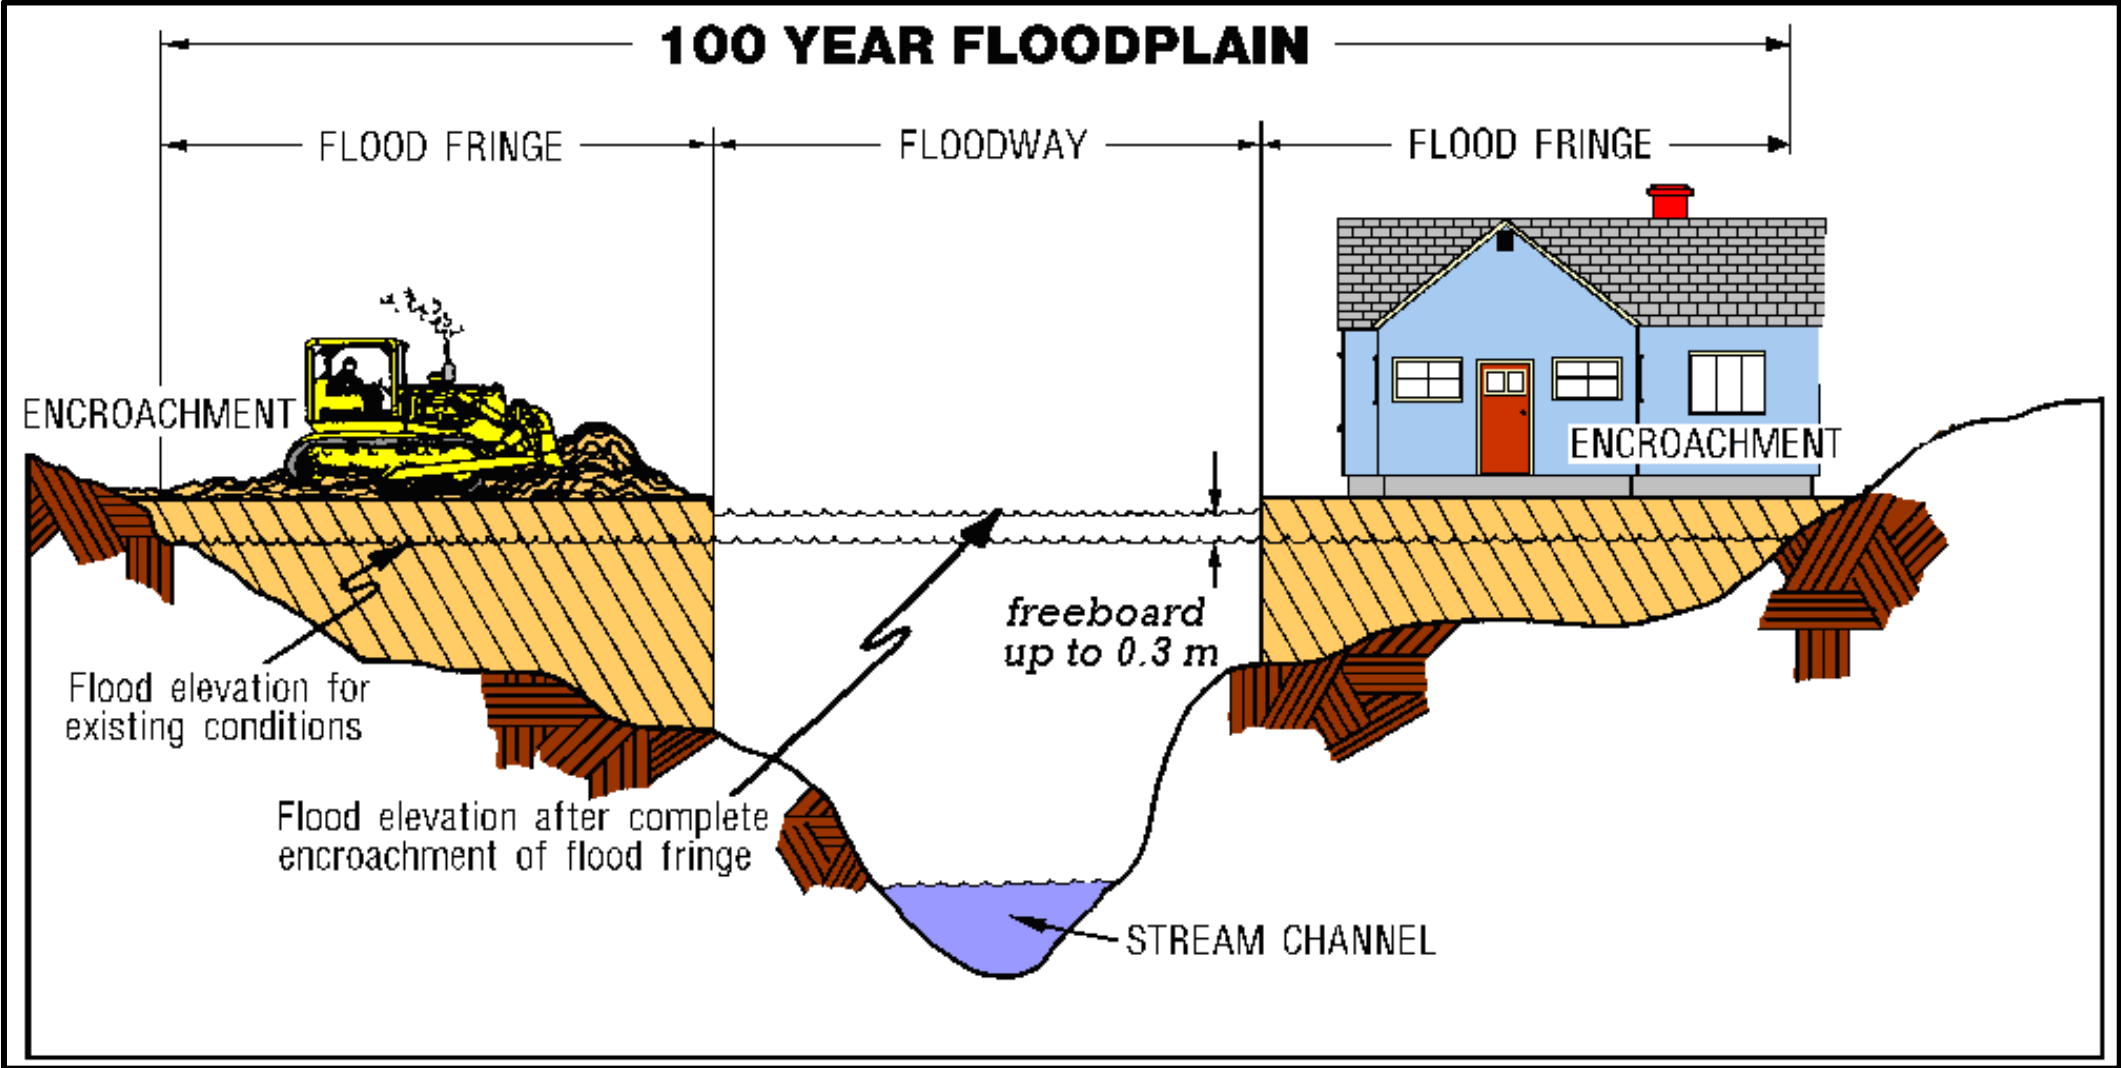 100 YEAR FLOODPLAIN
FLOOD FRINGE
FLOODWAY
FLOOD FRINGE
ENCROACHMENT
ENCROACHMENT
freeboard
up to 0.3 m
Flood elevation for
existing conditions
Flood elevation after complete
encroachment of flood fringe
STREAM CHANNEL